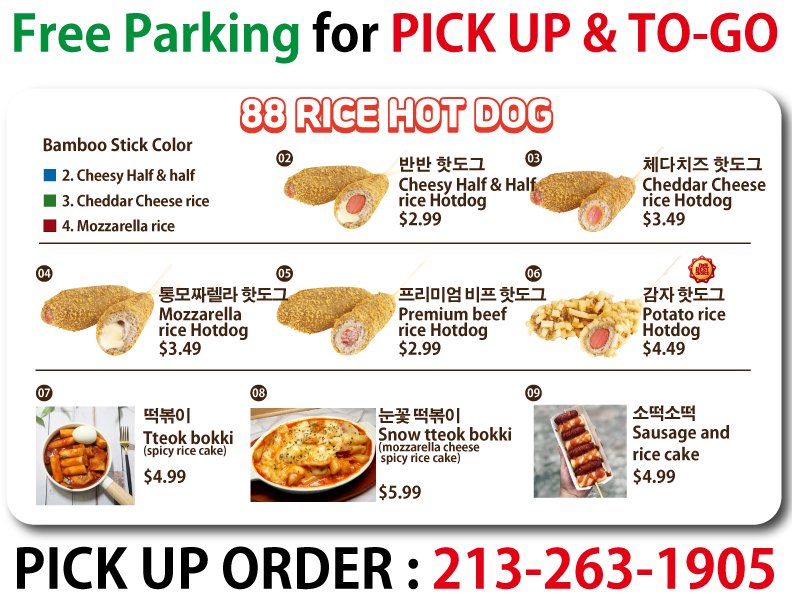 Free Parking for PICK UP & TO-GO
88 RICE HOT DOG
Bamboo Stick Color
2. Cheesy Half & half
3. Cheddar Cheese rice
4. Mozzarella rice
02
반반 핫도그
Cheesy Half & Half
rice Hotdog
$2.99
03
체다치즈 핫도그
Cheddar Cheese
rice Hotdog
$3.49
04
통모짜렐라 핫도그
Mozzarella
rice Hotdog
$3.49
05
프리미엄 비프 핫도그
Premium beef
rice Hotdog
$2.99
06
감자 핫도그
Potato rice
Hotdog
$4.49
07
떡볶이
Tteok bokki
(spicy rice cake)
$4.99
08
눈꽃 떡볶이
Snow tteok bokki
(mozzarella cheese
spicy rice cake)
$5.99
09
소떡소떡
Sausage and
rice cake
$4.99
PICK UP ORDER : 213-263-1905